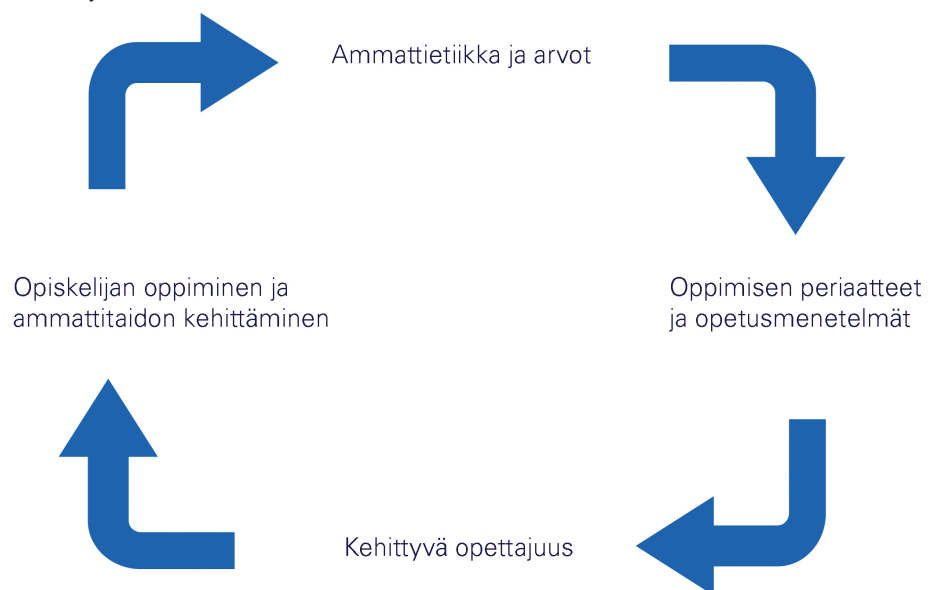 Ammattietiikka ja arvot
Opiskelijan oppiminen ja
ammattitaidon kehittäminen
Oppimisen periaatteet
ja opetusmenetelmät
Kehittyvä opettajuus